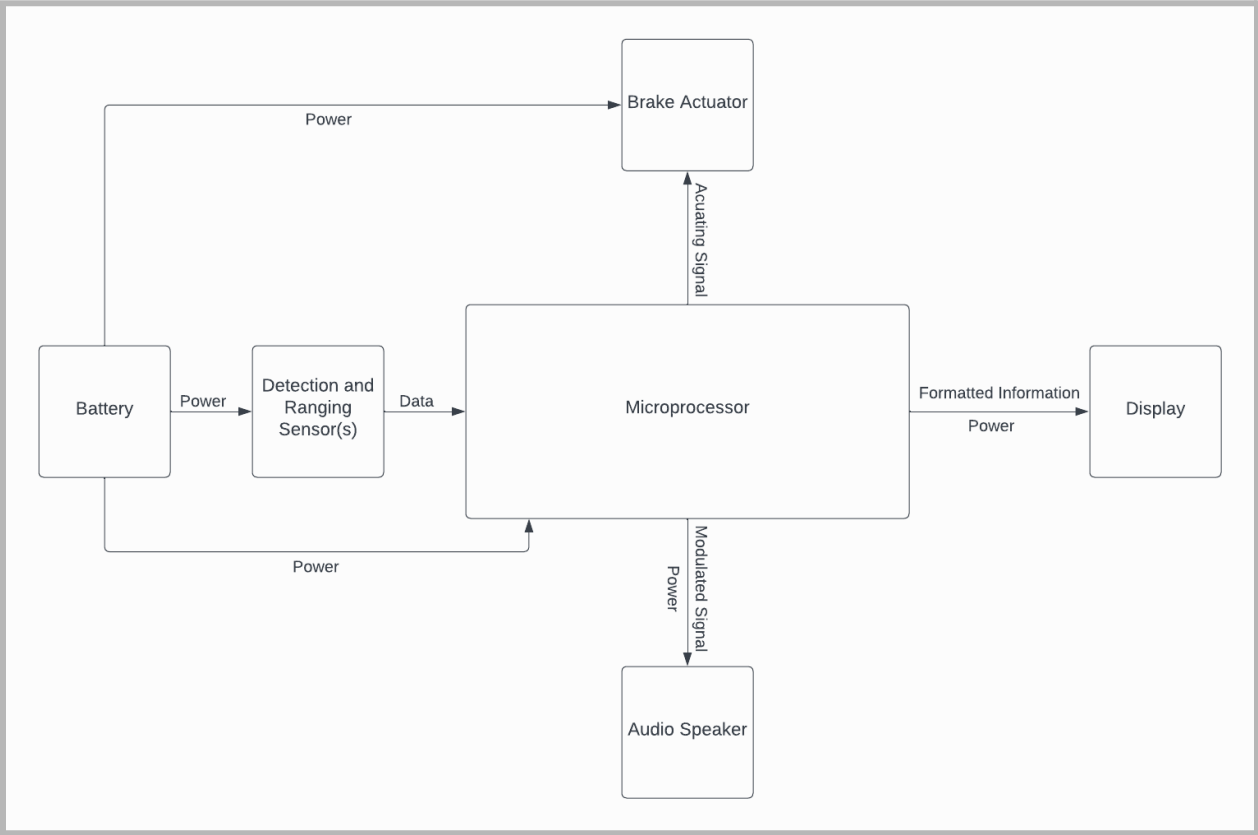 Brake Actuator
Power
Acuating Signal
Battery
Power
Detection and
Ranging
Sensor(s)
Data
Microprocessor
Formatted Information
Power
Display
Power
Modulated Signal
Power
Audio Speaker